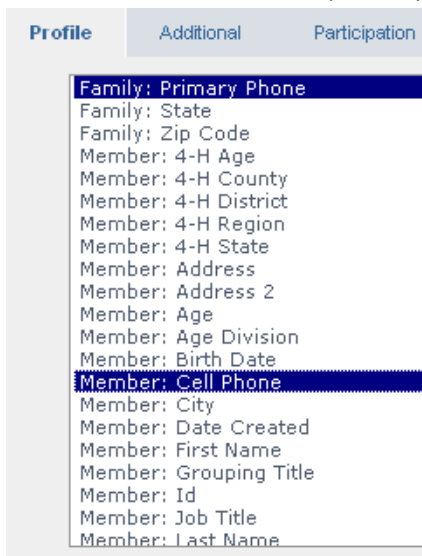 Profile Additional Participation
Family: Primary Phone
Family: State
Family: Zip Code
Member: 4-H Age
Member: 4-H County
Member: 4-H District
Member: 4-H Region
Member: 4-H State
Member: Address
Member: Address 2
Member: Age
Member: Age Division
Member: Birth Date
Member: Cell Phone
Member: City
Member: Date Created
Member: First Name
Member: Grouping Title
Member: Id
Member: Job Title
Member: Last Name